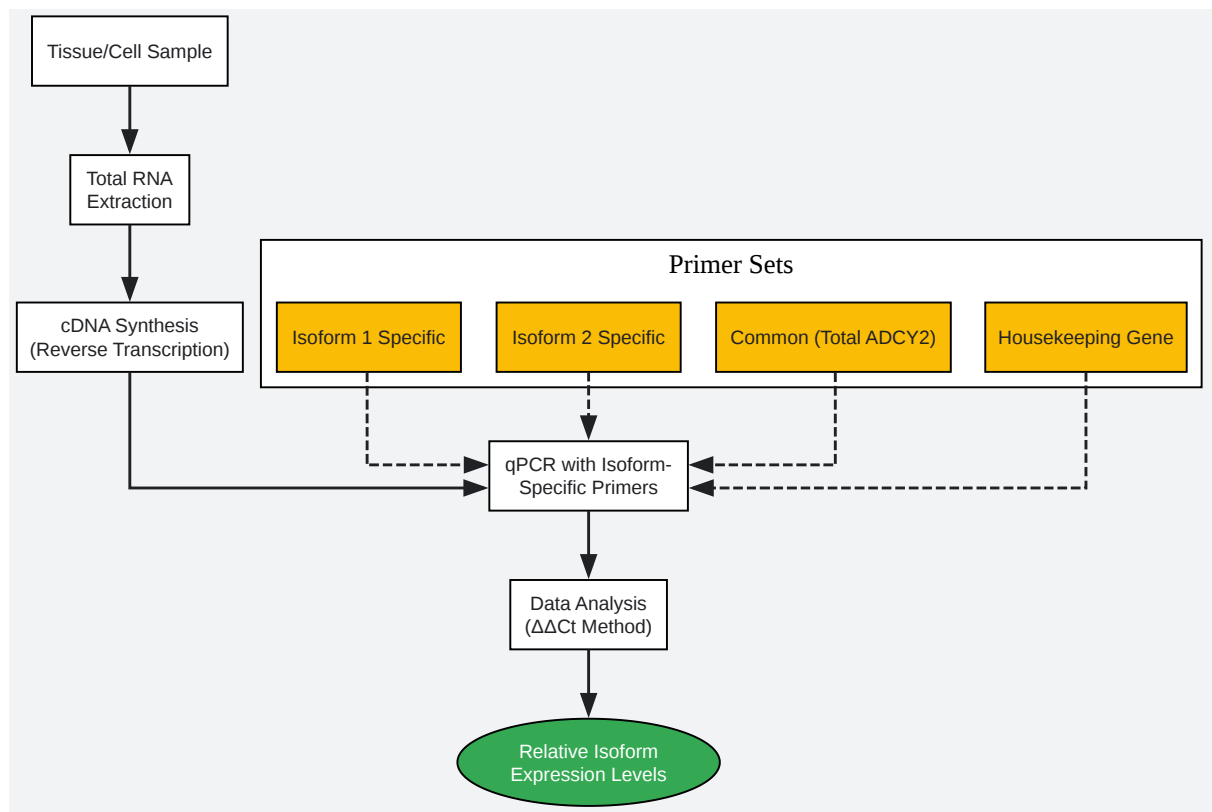 Tissue/Cell Sample
Total RNA
Extraction
Primer Sets
cDNA Synthesis
(Reverse Transcription)
Isoform 1 Specific
Isoform 2 Specific
Common (Total ADCY2)
Housekeeping Gene
qPCR with Isoform-
Specific Primers
Data Analysis
(ΔΔCt Method)
Relative Isoform
Expression Levels